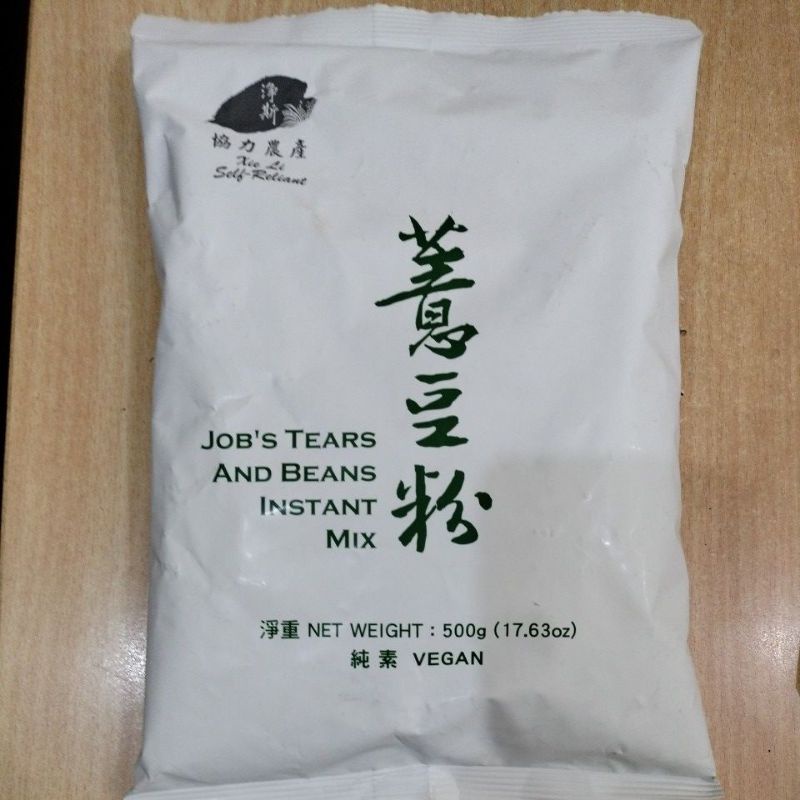 淨斯
協力農產
Xie Li
Self-Reliant
薏豆粉
JOB'S TEARS
AND BEANS
INSTANT
MIX
淨重 NET WEIGHT : 500g (17.63oz)
純素 VEGAN